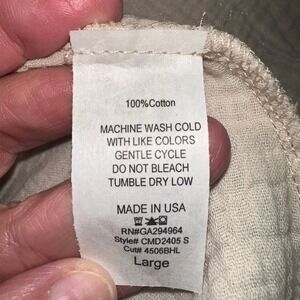 100%Cotton
MACHINE WASH COLD
WITH LIKE COLORS
GENTLE CYCLE
DO NOT BLEACH
TUMBLE DRY LOW
MADE IN USA
RN#GA294964
Style# CMD2405 S
Cut# 4506BHL
Large